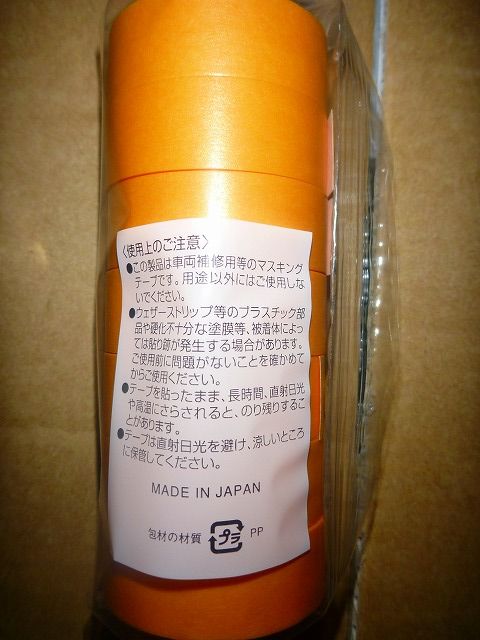 〈使用上のご注意〉
●この製品は車両補修用等のマスキング
テープです。用途以外にはご使用しな
いでください。
●ウェザーストリップ等のプラスチック部
品や硬化不十分な塗膜等、被着体によっ
ては貼り跡が発生する場合があります。
ご使用前に問題がないことを確かめて
からご使用ください。
●テープを貼ったまま、長時間、直射日光
や高温にさらされると、のり残りするこ
とがあります。
●テープは直射日光を避け、涼しいところ
に保管してください。
MADE IN JAPAN
包材の材質 プラ PP